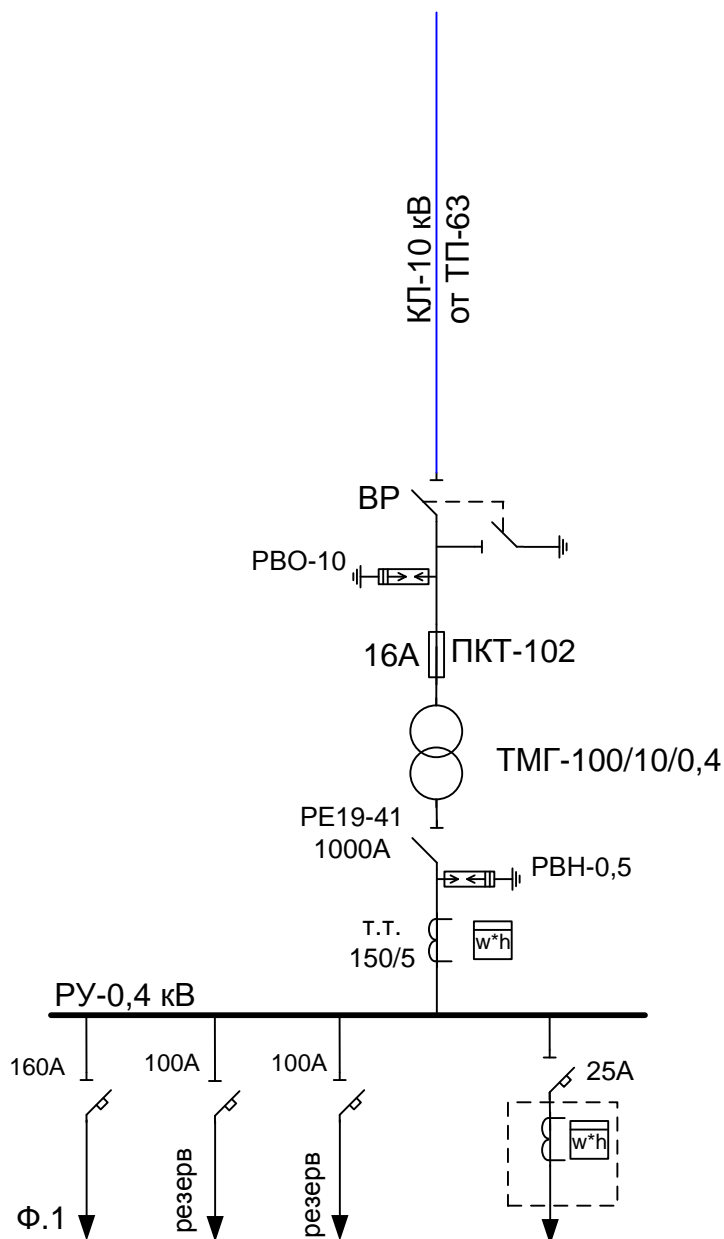 КЛ-10 кВ
от ТП-63
ВР
РВО-10
16А
ПКТ-102
ТМГ-100/10/0,4
РЕ19-41
1000А
РВН-0,5
т.т.
150/5
w*h
РУ-0,4 кВ
160А
100А
100А
25А
w*h
Ф.1
резерв
резерв